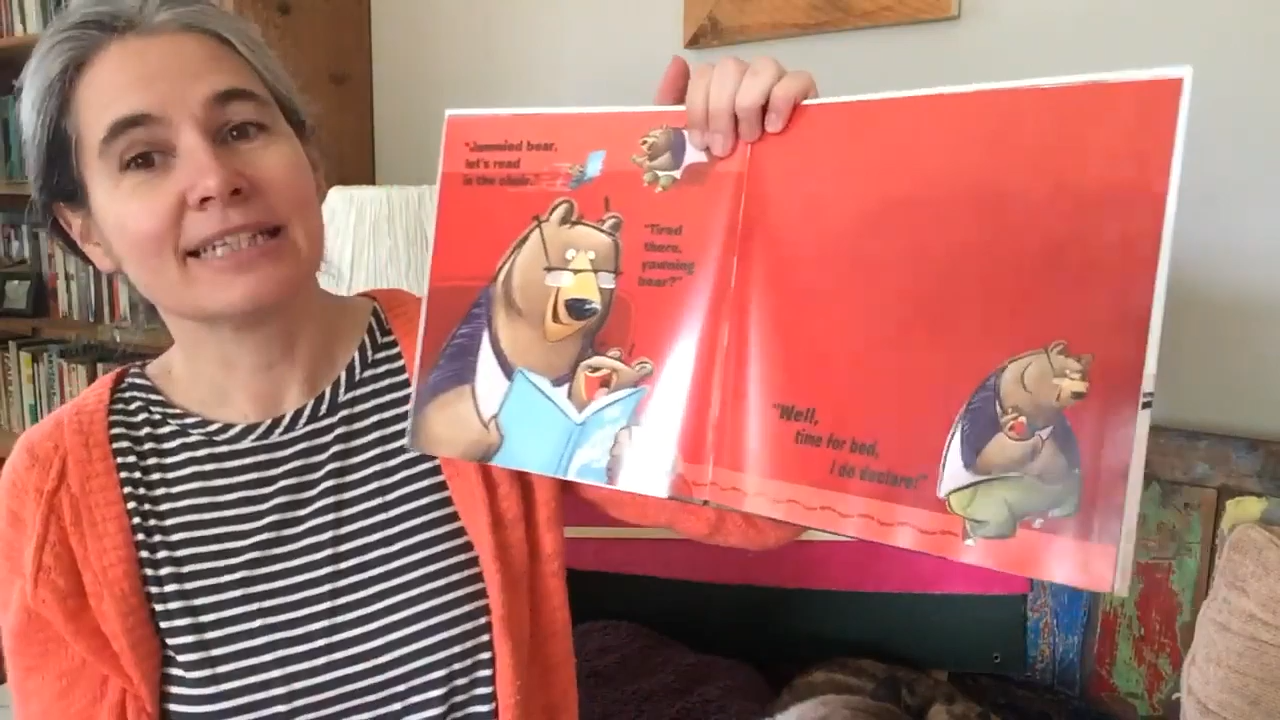 "Jammied bear,
let's read
in the chair."
"Tired
there,
yawning
bear?"
"Well,
time for bed,
I do declare!"